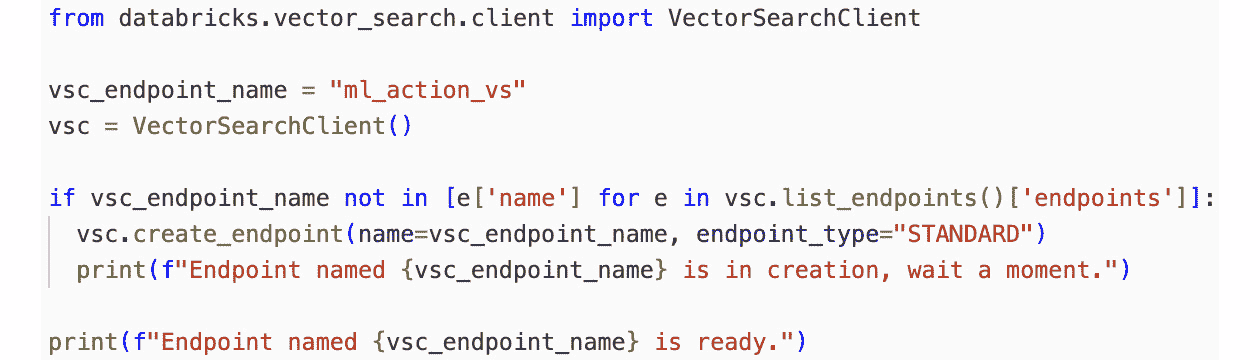 from databricks.vector_search.client import VectorSearchClient
vsc_endpoint_name = "ml_action_vs"
vsc = VectorSearchClient()
if vsc_endpoint_name not in [e['name'] for e in vsc.list_endpoints()['endpoints']]:
vsc.create_endpoint(name=vsc_endpoint_name, endpoint_type="STANDARD")
print(f"Endpoint named {vsc_endpoint_name} is in creation, wait a moment.")
print(f"Endpoint named {vsc_endpoint_name} is ready.")